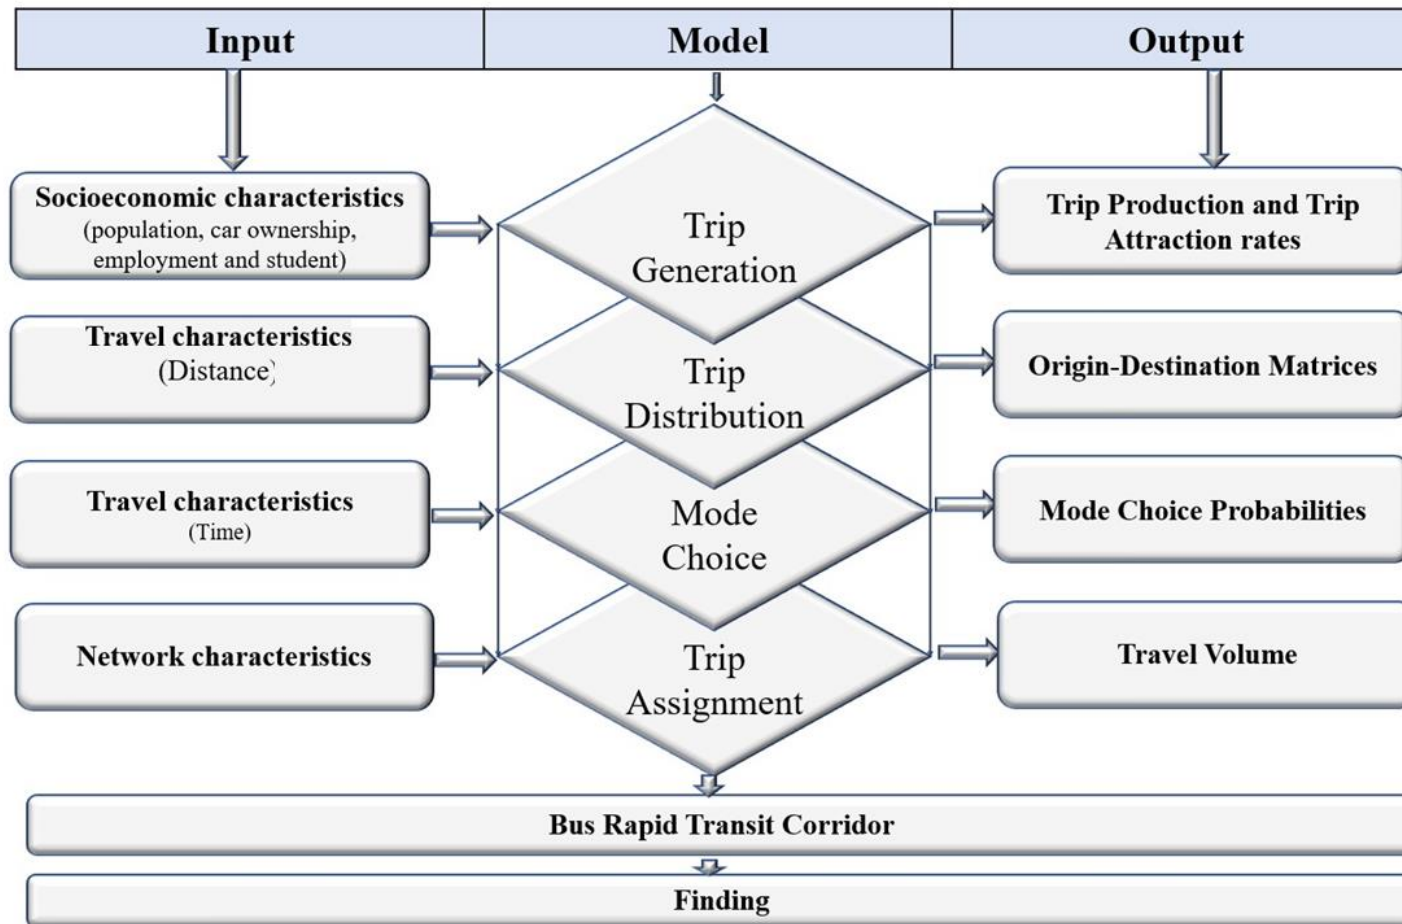 Input
Model
Output
Socioeconomic characteristics
(population, car ownership,
employment and student)
Trip
Generation
Trip Production and Trip
Attraction rates
Travel characteristics
(Distance)
Trip
Distribution
Origin-Destination Matrices
Travel characteristics
(Time)
Mode
Choice
Mode Choice Probabilities
Network characteristics
Trip
Assignment
Travel Volume
Bus Rapid Transit Corridor
Finding